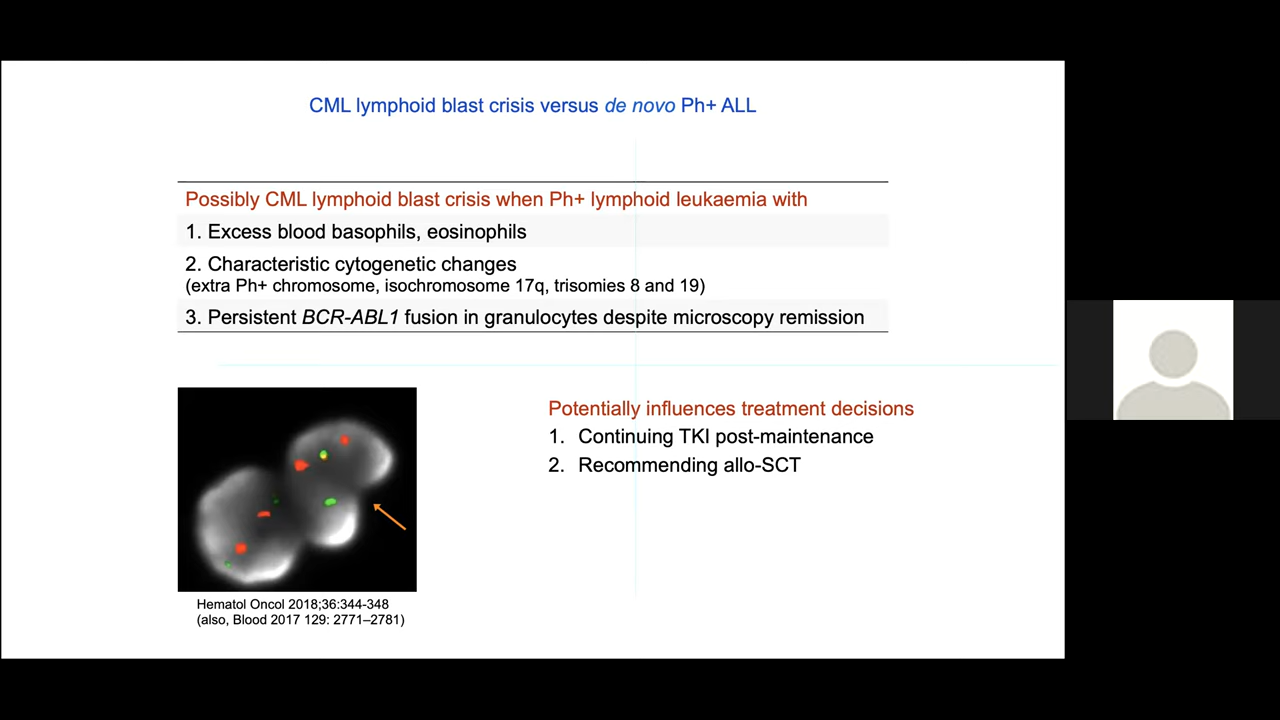 CML lymphoid blast crisis versus de novo Ph+ ALL
Possibly CML lymphoid blast crisis when Ph+ lymphoid leukaemia with
1. Excess blood basophils, eosinophils
2. Characteristic cytogenetic changes
(extra Ph+ chromosome, isochromosome 17q, trisomies 8 and 19)
3. Persistent BCR-ABL1 fusion in granulocytes despite microscopy remission
Potentially influences treatment decisions
1. Continuing TKI post-maintenance
2. Recommending allo-SCT
Hematol Oncol 2018;36:344-348
(also, Blood 2017 129: 2771–2781)